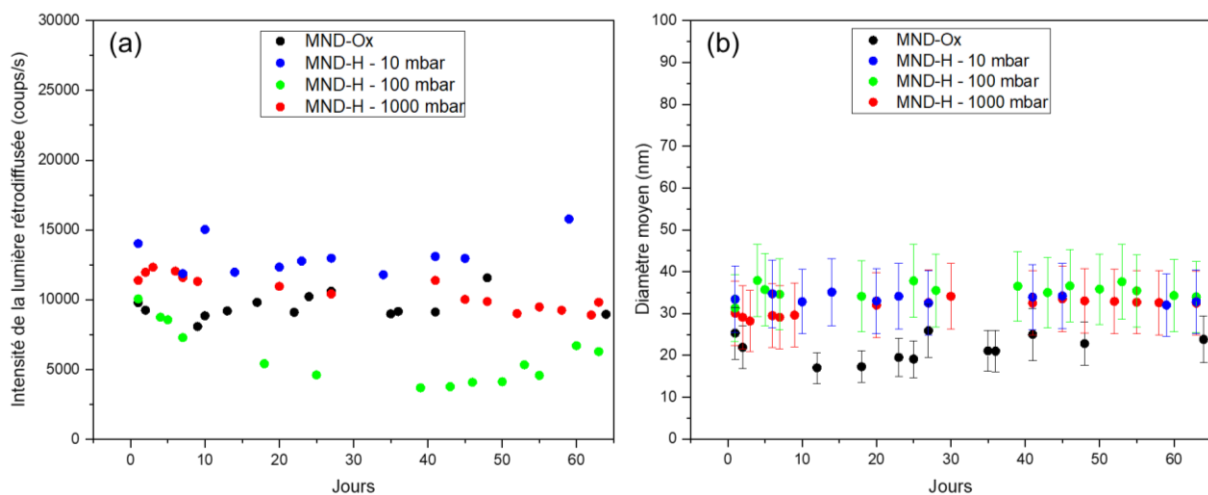 (a)
MND-Ox
MND-H - 10 mbar
MND-H - 100 mbar
MND-H - 1000 mbar
Intensité de la lumière rétrodiffusée (coups/s)
30000
25000
20000
15000
10000
5000
0
0 10 20 30 40 50 60
Jours
(b)
MND-Ox
MND-H - 10 mbar
MND-H - 100 mbar
MND-H - 1000 mbar
Diamètre moyen (nm)
100
90
80
70
60
50
40
30
20
10
0
0 10 20 30 40 50 60
Jours